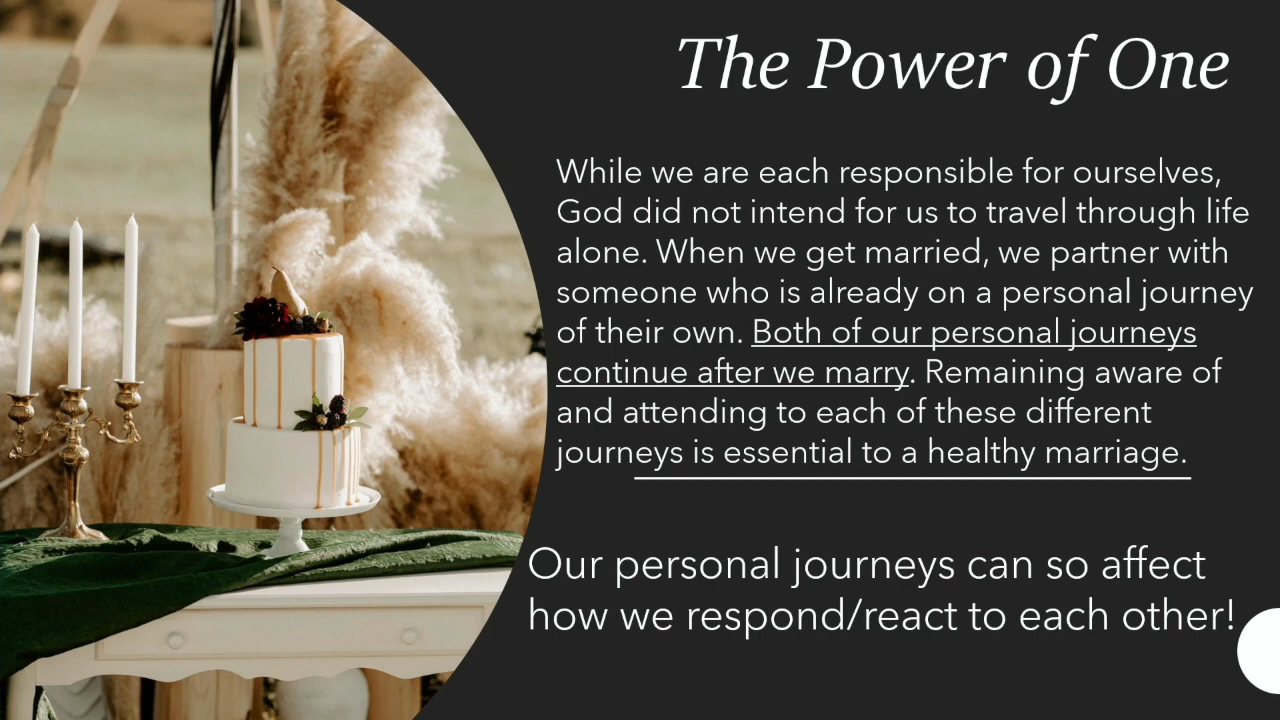 The Power of One
While we are each responsible for ourselves,
God did not intend for us to travel through life
alone. When we get married, we partner with
someone who is already on a personal journey
of their own. Both of our personal journeys
continue after we marry. Remaining aware of
and attending to each of these different
journeys is essential to a healthy marriage.
Our personal journeys can so affect
how we respond/react to each other!